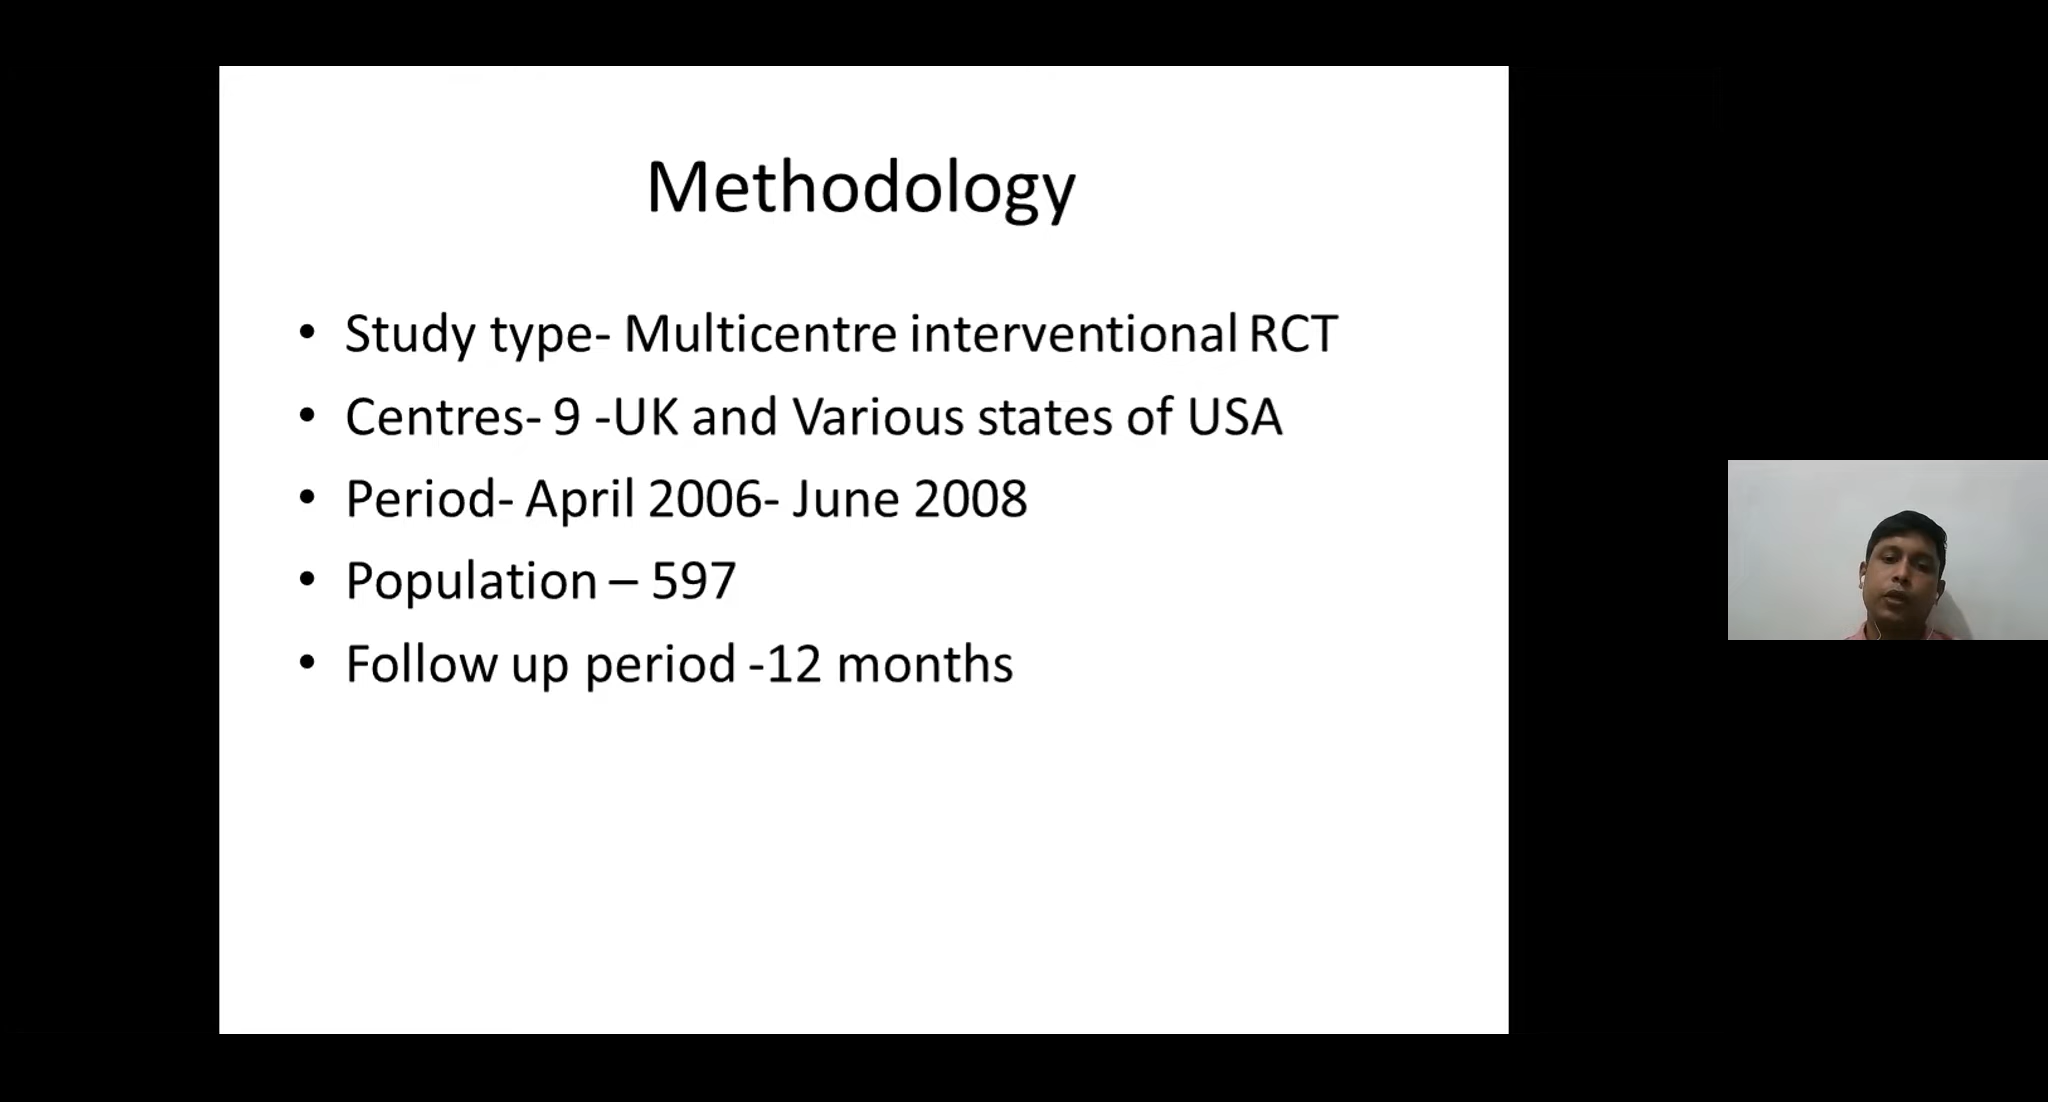 Methodology
• Study type- Multicentre interventional RCT
• Centres- 9 -UK and Various states of USA
• Period- April 2006- June 2008
• Population – 597
• Follow up period -12 months